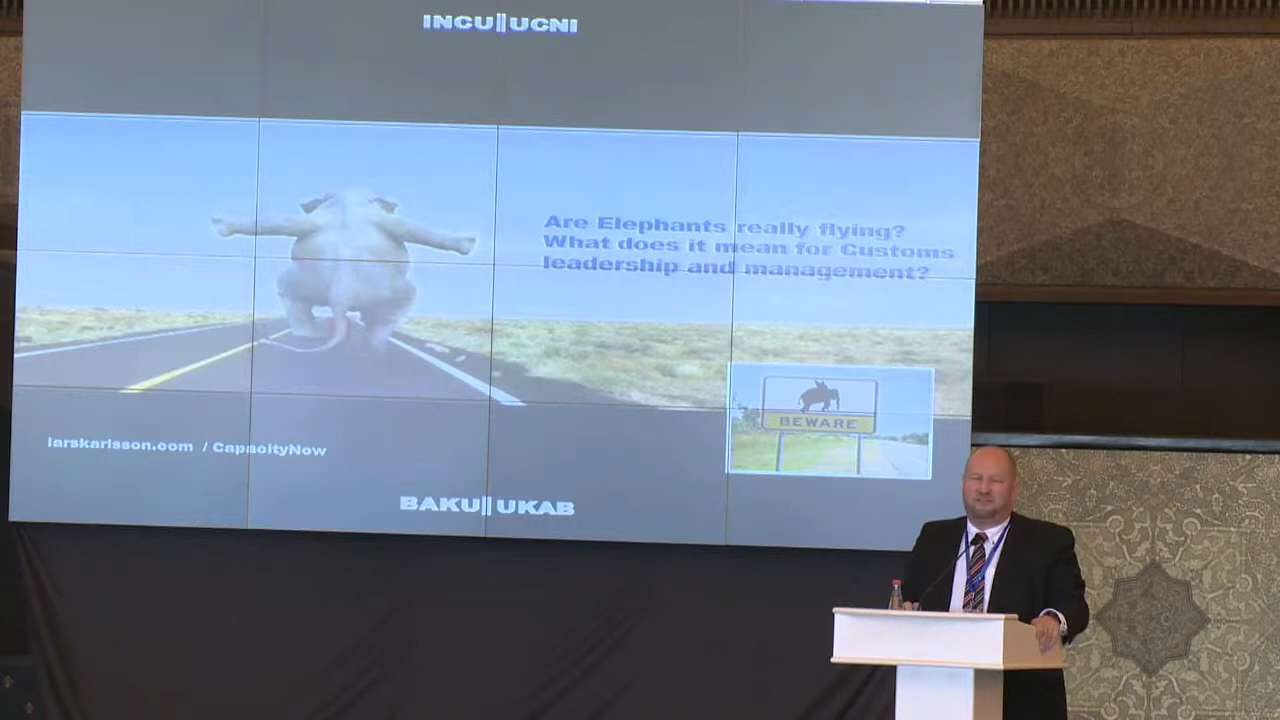 INCU||UCNI
Are Elephants really flying?
What does it mean for Customs
leadership and management?
BEWARE
larskarlsson.com / CapacityNow
BAKU||UKAB